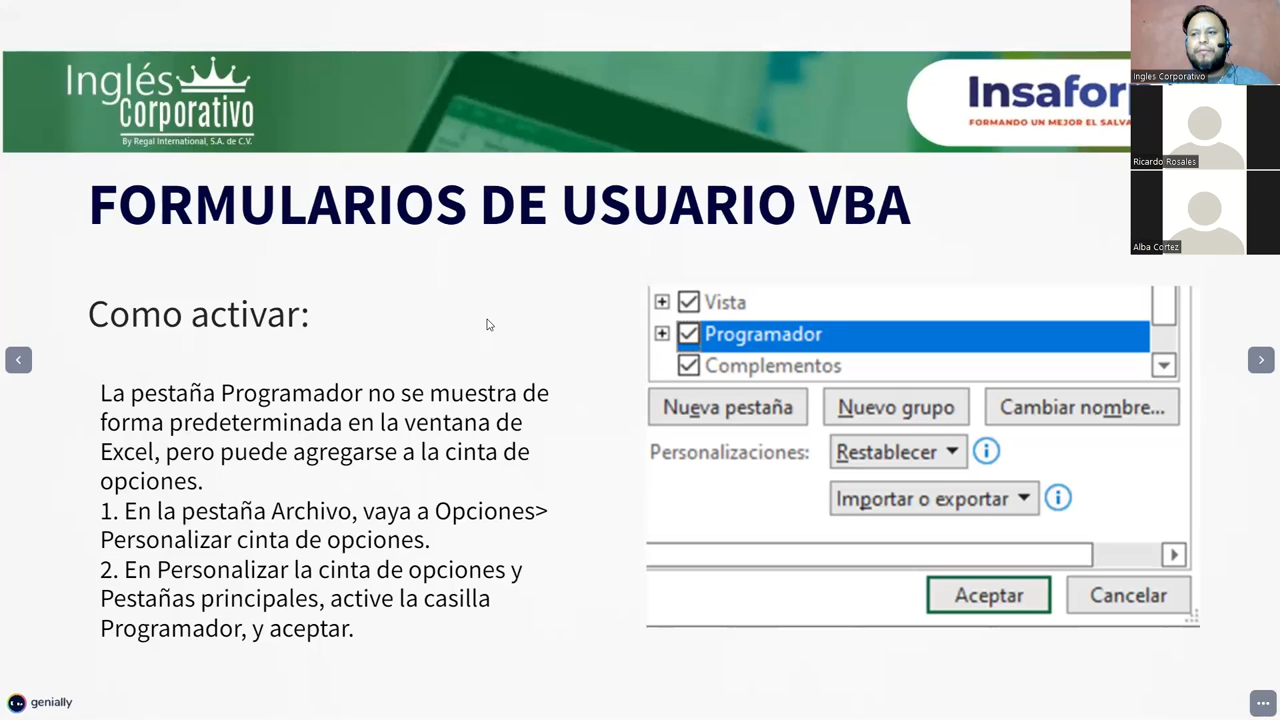 Inglés
Corporativo
By Regal International, S.A. de C.V.
Insafor
FORMANDO UN MEJOR EL SALVA
Ingles Corporativo
Ricardo Rosales
Alba Cortez
FORMULARIOS DE USUARIO VBA
Como activar:
La pestaña Programador no se muestra de
forma predeterminada en la ventana de
Excel, pero puede agregarse a la cinta de
opciones.
1. En la pestaña Archivo, vaya a Opciones>
Personalizar cinta de opciones.
2. En Personalizar la cinta de opciones y
Pestañas principales, active la casilla
Programador, y aceptar.
Vista
Programador
Complementos
Nueva pestaña
Nuevo grupo
Cambiar nombre...
Personalizaciones:
Restablecer
Importar o exportar
Aceptar
Cancelar
genially